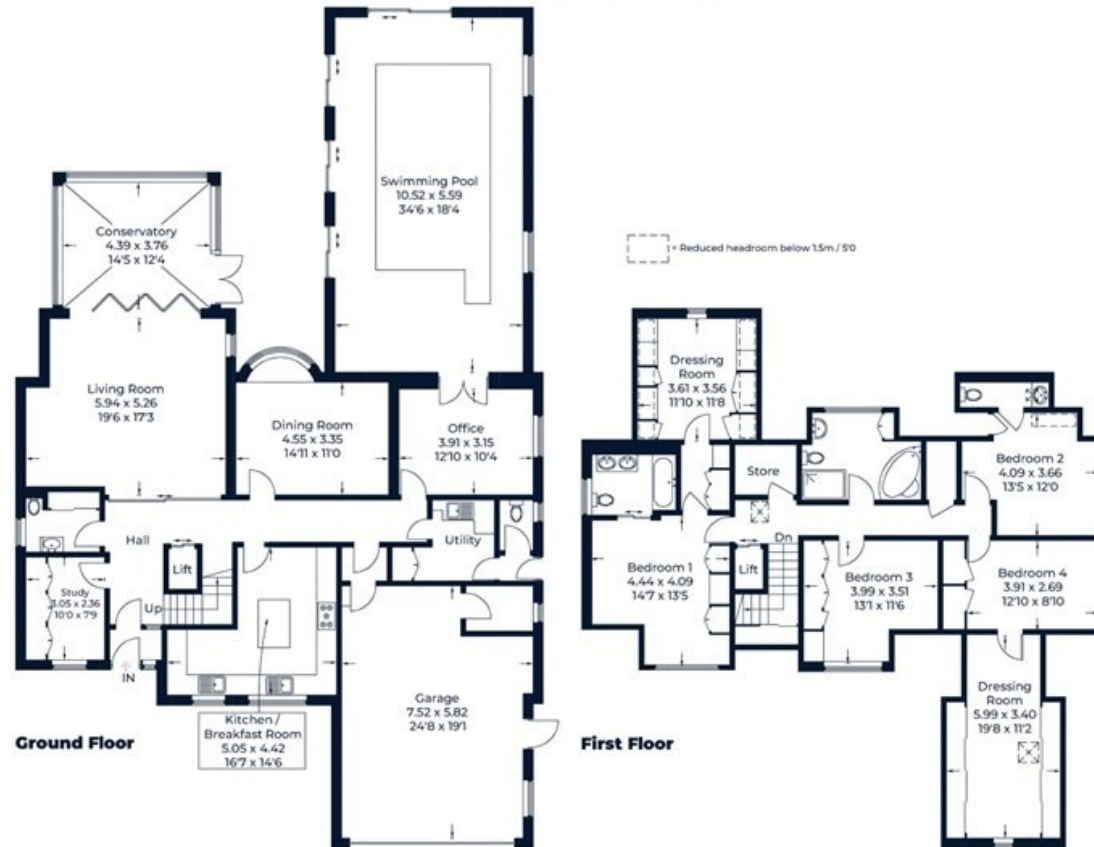 Swimming Pool
10.52 x 5.59
34'6 x 18'4
Conservatory
4.39 x 3.76
14'5 x 12'4
Living Room
5.94 x 5.26
19'6 x 17'3
Dining Room
4.55 x 3.35
14'11 x 11'0
Office
3.91 x 3.15
12'10 x 10'4
Hall
Lift
Utility
Study
3.05 x 2.36
10'0 x 7'9
Up
IN
Kitchen /
Breakfast Room
5.05 x 4.42
16'7 x 14'6
Garage
7.52 x 5.82
24'8 x 19'1
Ground Floor
= Reduced headroom below 1.5m / 5'0
Dressing
Room
3.61 x 3.56
11'10 x 11'8
Store
Bedroom 2
4.09 x 3.66
13'5 x 12'0
Dn
Lift
Bedroom 1
4.44 x 4.09
14'7 x 13'5
Bedroom 3
3.99 x 3.51
13'1 x 11'6
Bedroom 4
3.91 x 2.69
12'10 x 8'10
Dressing
Room
5.99 x 3.40
19'8 x 11'2
First Floor